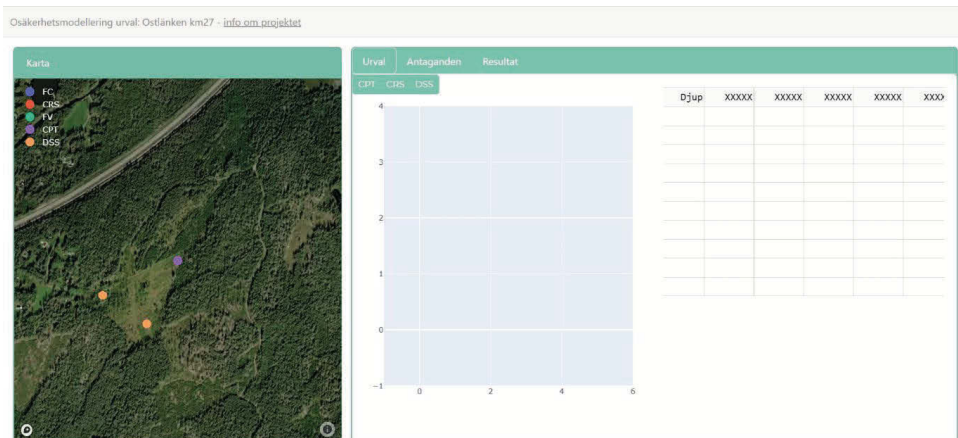 Osäkerhetsmodellering urval: Ostlänken km27 - info om projektet
Karta
FC
CRS
FV
CPT
DSS
Urval Antaganden Resultat
CPT CRS DSS
4
3
2
1
0
−1
0 2 4 6
Djup XXXXX XXXXX XXXXX XXXXX XXXX